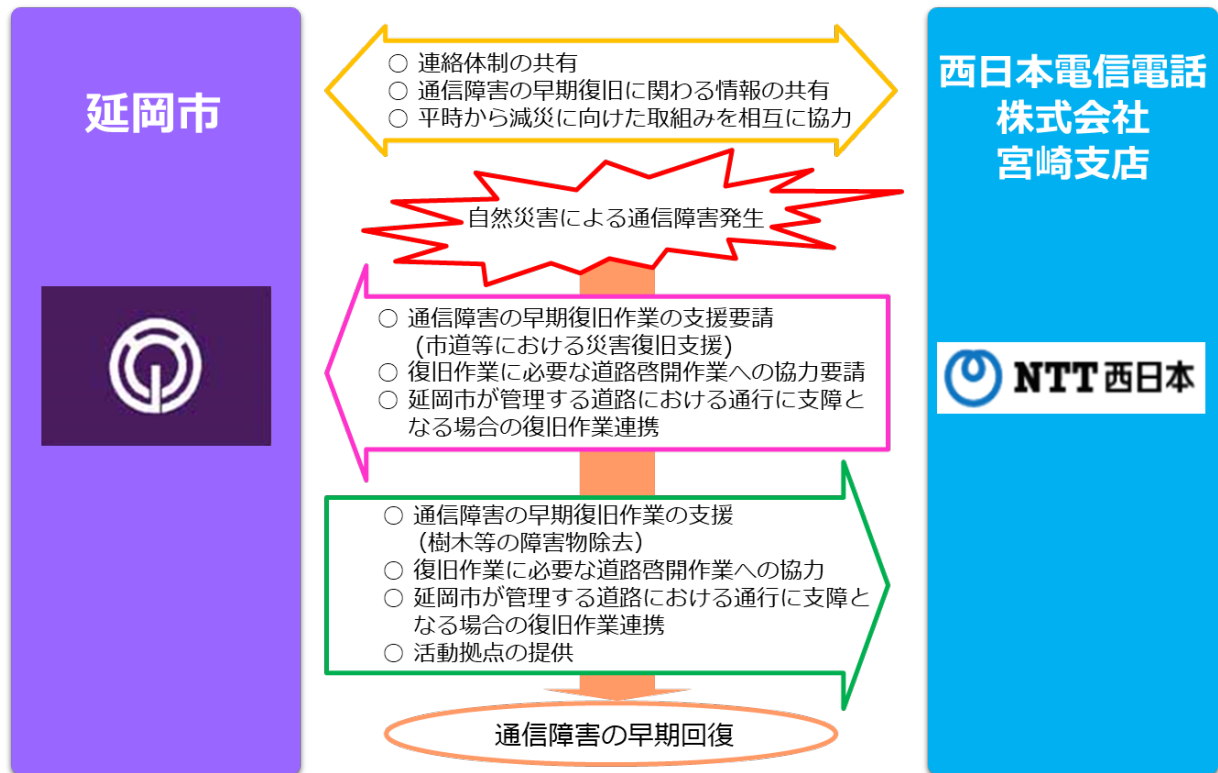 延岡市
西日本電信電話
株式会社
宮崎支店
○ 連絡体制の共有
○ 通信障害の早期復旧に関わる情報の共有
○ 平時から減災に向けた取組みを相互に協力
自然災害による通信障害発生
○ 通信障害の早期復旧作業の支援要請
(市道等における災害復旧支援)
○ 復旧作業に必要な道路啓開作業への協力要請
○ 延岡市が管理する道路における通行に支障と
なる場合の復旧作業連携
NTT西日本
○ 通信障害の早期復旧作業の支援
(樹木等の障害物除去)
○ 復旧作業に必要な道路啓開作業への協力
○ 延岡市が管理する道路における通行に支障と
なる場合の復旧作業連携
○ 活動拠点の提供
通信障害の早期回復